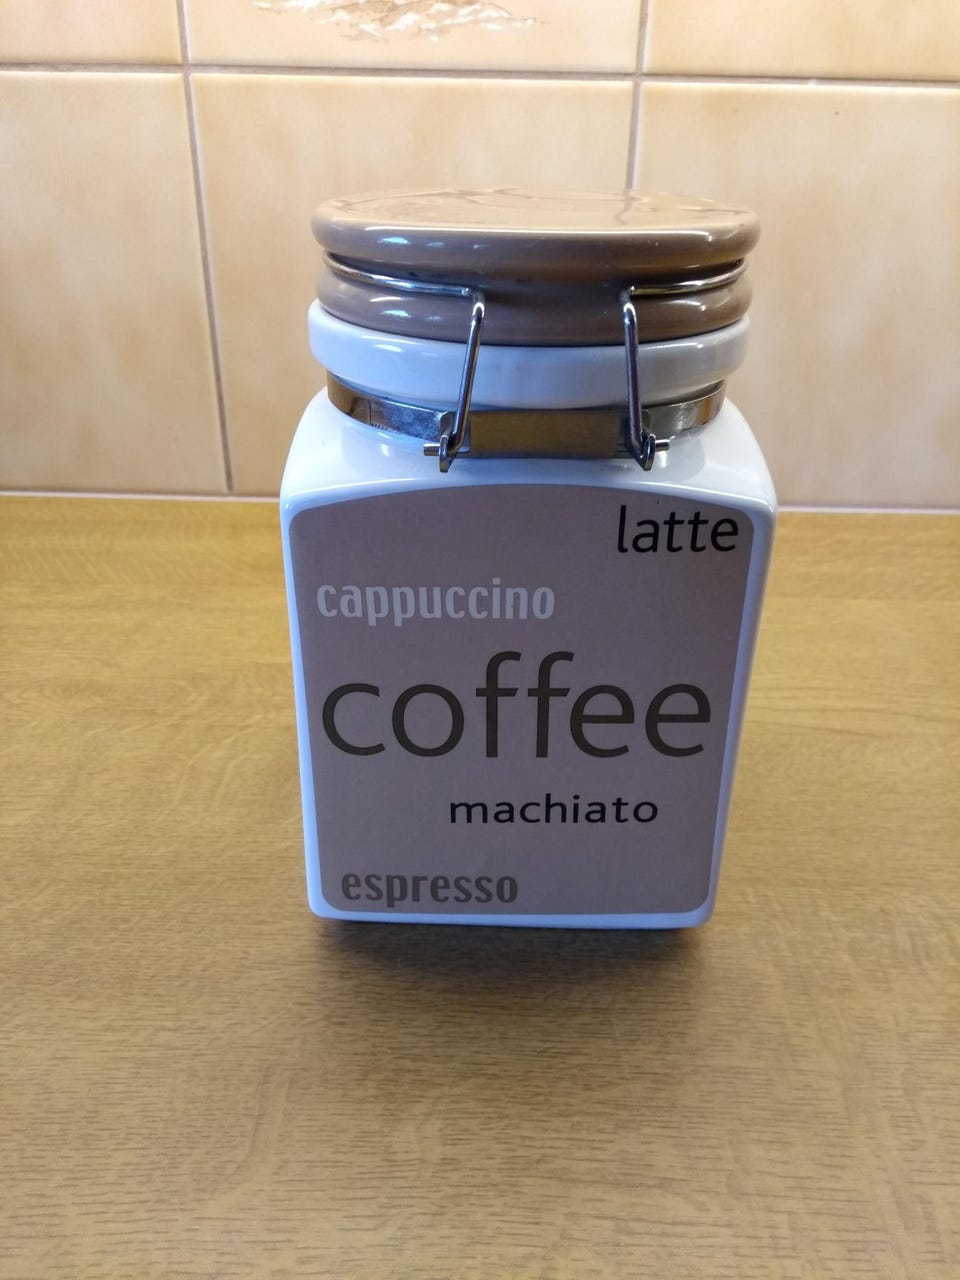 latte
cappuccino
coffee
machiato
espresso